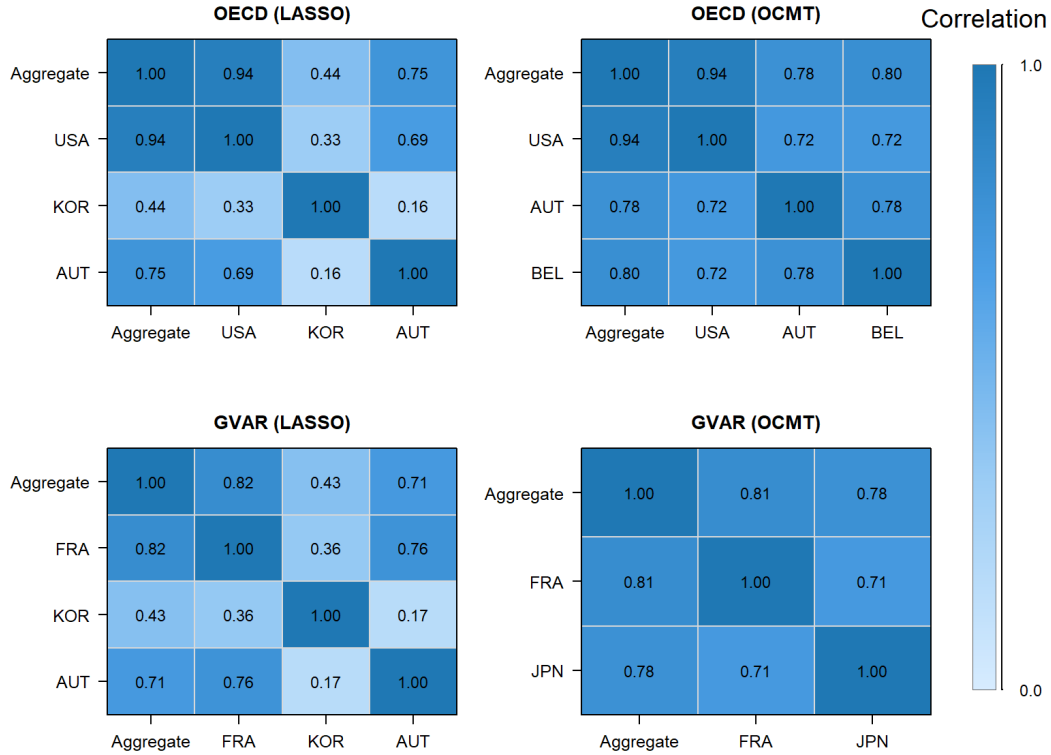 OECD (LASSO)
Aggregate 1.00 0.94 0.44 0.75
USA 0.94 1.00 0.33 0.69
KOR 0.44 0.33 1.00 0.16
AUT 0.75 0.69 0.16 1.00
Aggregate USA KOR AUT
OECD (OCMT)
Aggregate 1.00 0.94 0.78 0.80
USA 0.94 1.00 0.72 0.72
AUT 0.78 0.72 1.00 0.78
BEL 0.80 0.72 0.78 1.00
Aggregate USA AUT BEL
Correlation
1.0
0.0
GVAR (LASSO)
Aggregate 1.00 0.82 0.43 0.71
FRA 0.82 1.00 0.36 0.76
KOR 0.43 0.36 1.00 0.17
AUT 0.71 0.76 0.17 1.00
Aggregate FRA KOR AUT
GVAR (OCMT)
Aggregate 1.00 0.81 0.78
FRA 0.81 1.00 0.71
JPN 0.78 0.71 1.00
Aggregate FRA JPN